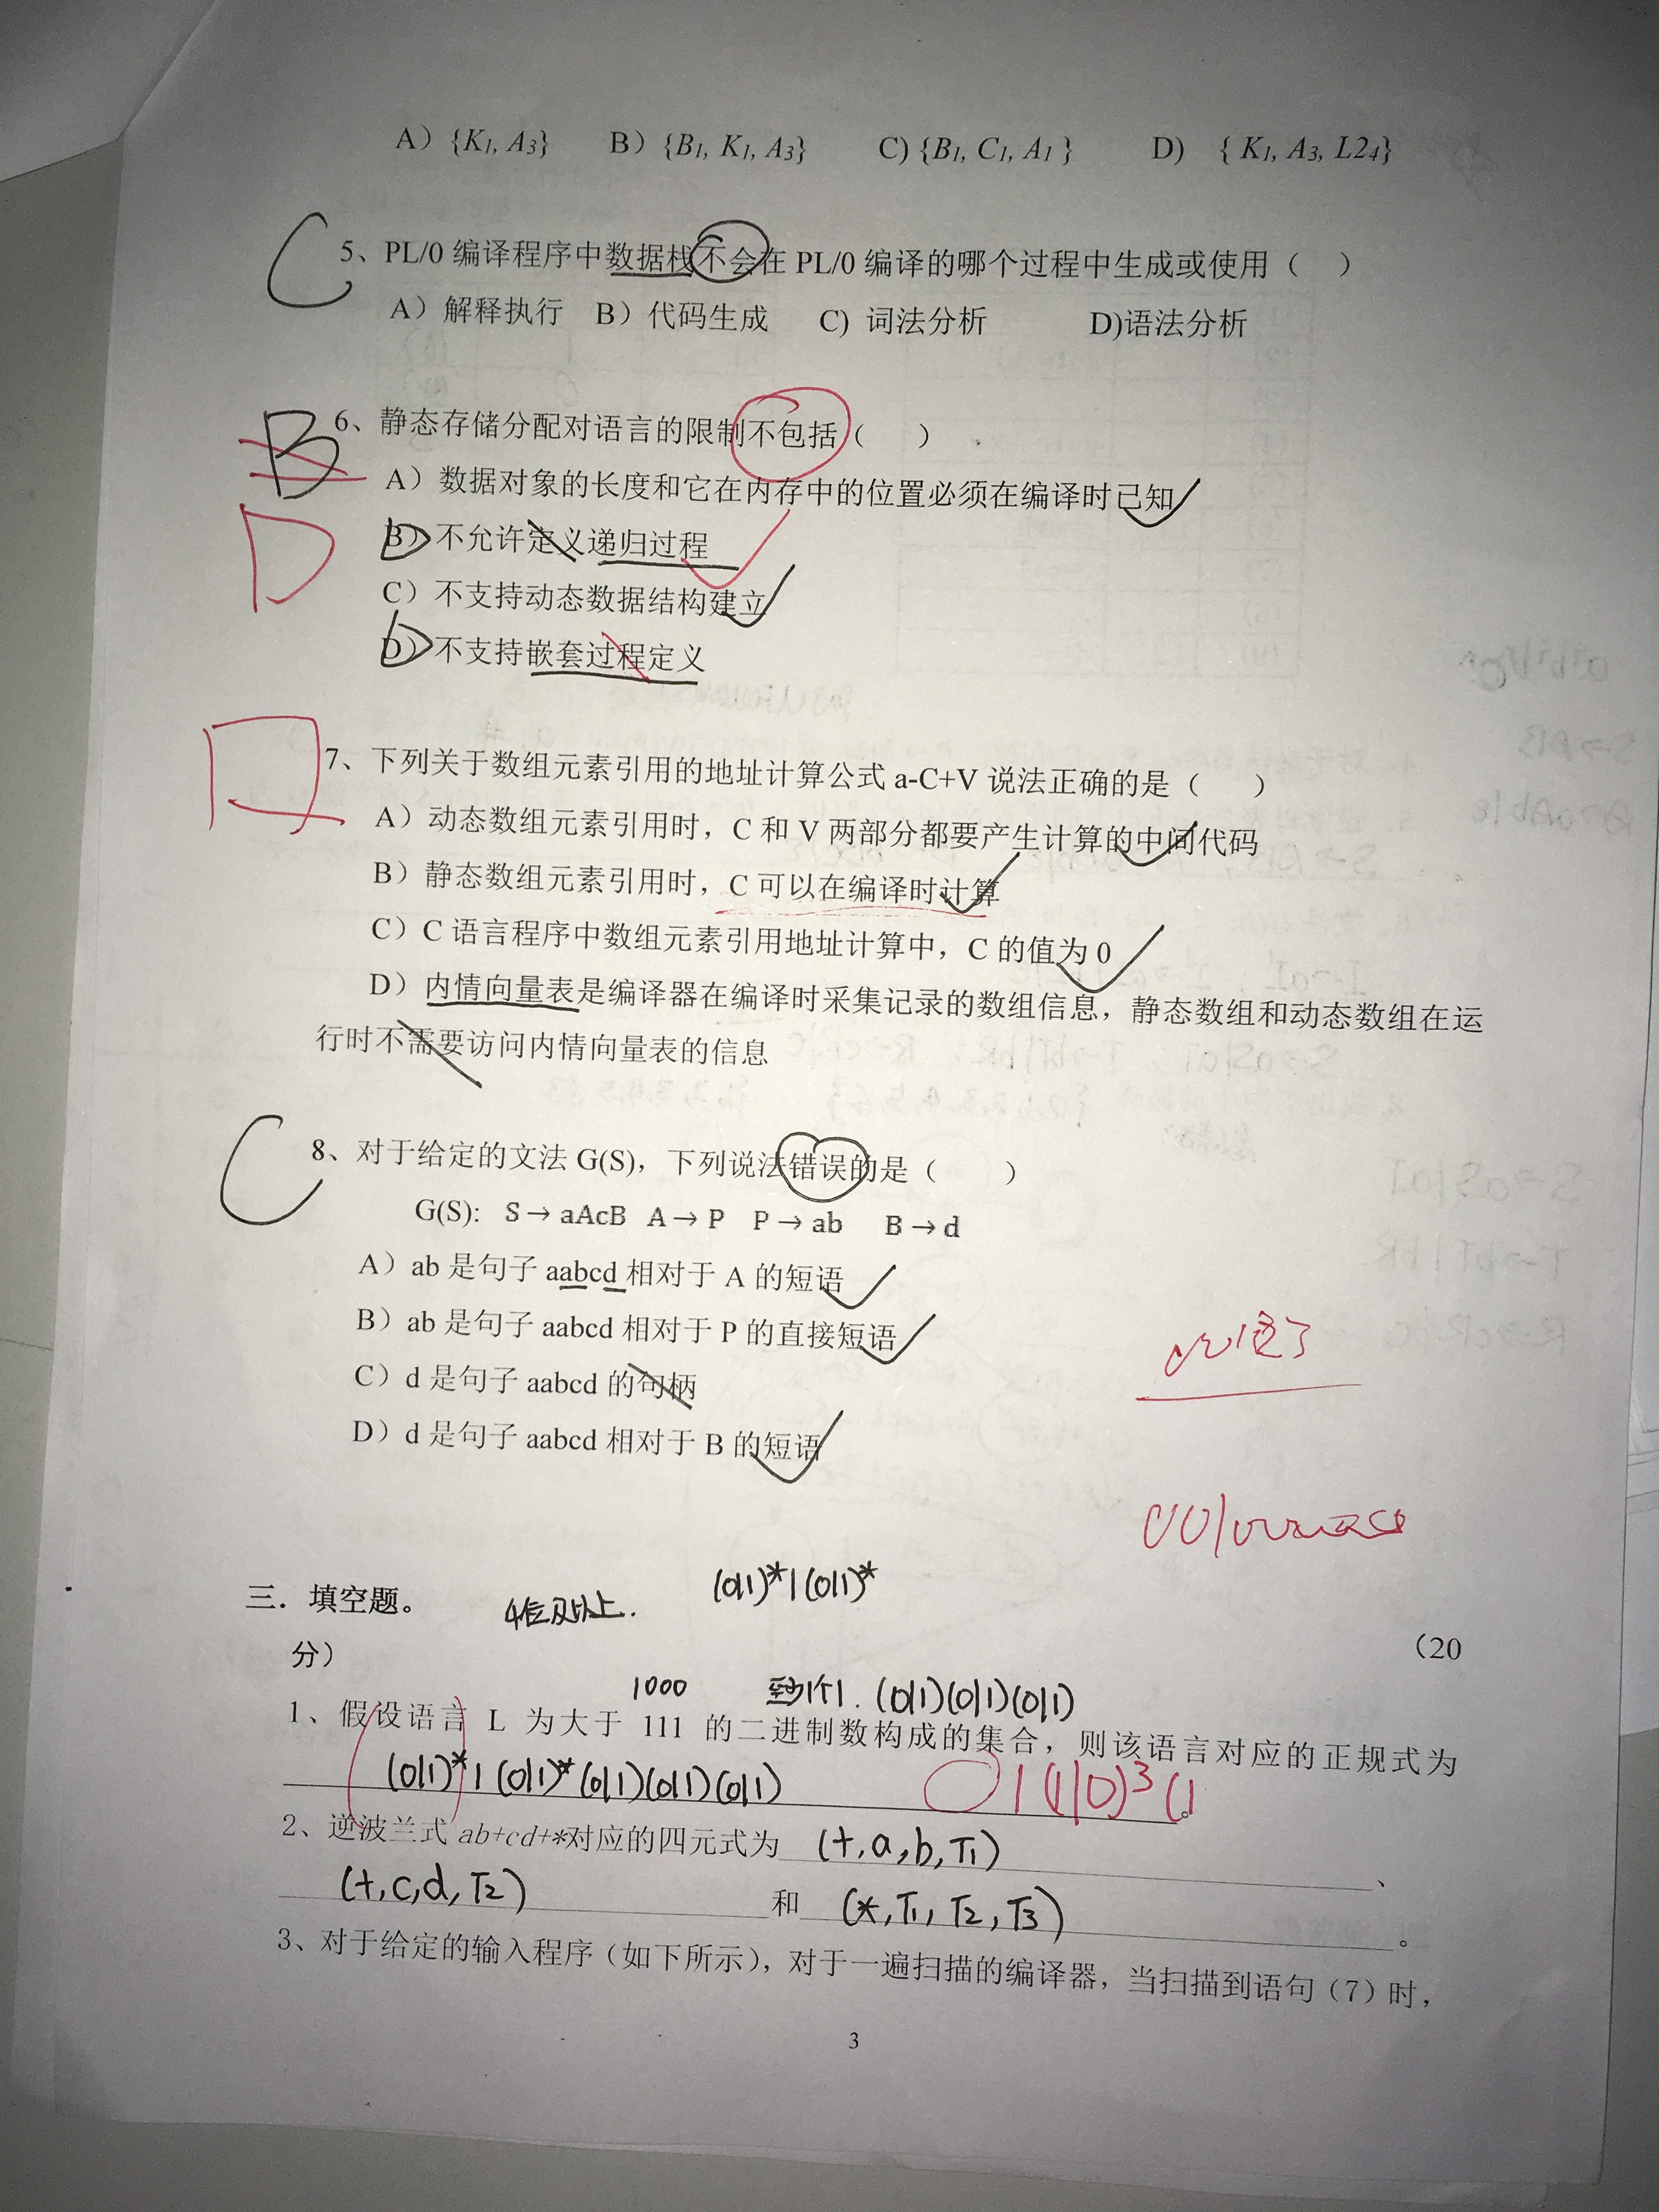 A）{K1, A3} B）{B1, K1, A3} C) {B1, C1, A1 } D) { K1, A3, L24}
C
5、PL/0 编译程序中数据栈不会在 PL/0 编译的哪个过程中生成或使用（ ）
A）解释执行 B）代码生成 C) 词法分析 D)语法分析
B
6、静态存储分配对语言的限制不包括（ ）
A）数据对象的长度和它在内存中的位置必须在编译时已知
D
B）不允许定义递归过程
C）不支持动态数据结构建立
D）不支持嵌套过程定义
7、下列关于数组元素引用的地址计算公式 a-C+V 说法正确的是（ ）
A）动态数组元素引用时，C 和 V 两部分都要产生计算的中间代码
B）静态数组元素引用时，C 可以在编译时计算
C）C 语言程序中数组元素引用地址计算中，C 的值为 0
D）内情向量表是编译器在编译时采集记录的数组信息，静态数组和动态数组在运
行时不需要访问内情向量表的信息
C
8、对于给定的文法 G(S)，下列说法错误的是（ ）
G(S): S → aAcB A → P P → ab B → d
A）ab 是句子 aabcd 相对于 A 的短语
B）ab 是句子 aabcd 相对于 P 的直接短语
C）d 是句子 aabcd 的句柄
D）d 是句子 aabcd 相对于 B 的短语
(0|1)*|(0|1)*
三．填空题。 4位及以上.
（20
分）
1000 至少1个1. (0|1)(0|1)(0|1)
1、假设语言 L 为大于 111 的二进制数构成的集合，则该语言对应的正规式为
(0|1)*1(0|1)*(0|1)(0|1)(0|1) 。
2、逆波兰式 ab+cd+*对应的四元式为 (+,a,b,T1) 、
(+,c,d,T2) 和 (*,T1,T2,T3) 。
3、对于给定的输入程序（如下所示），对于一遍扫描的编译器，当扫描到语句（7）时，
3